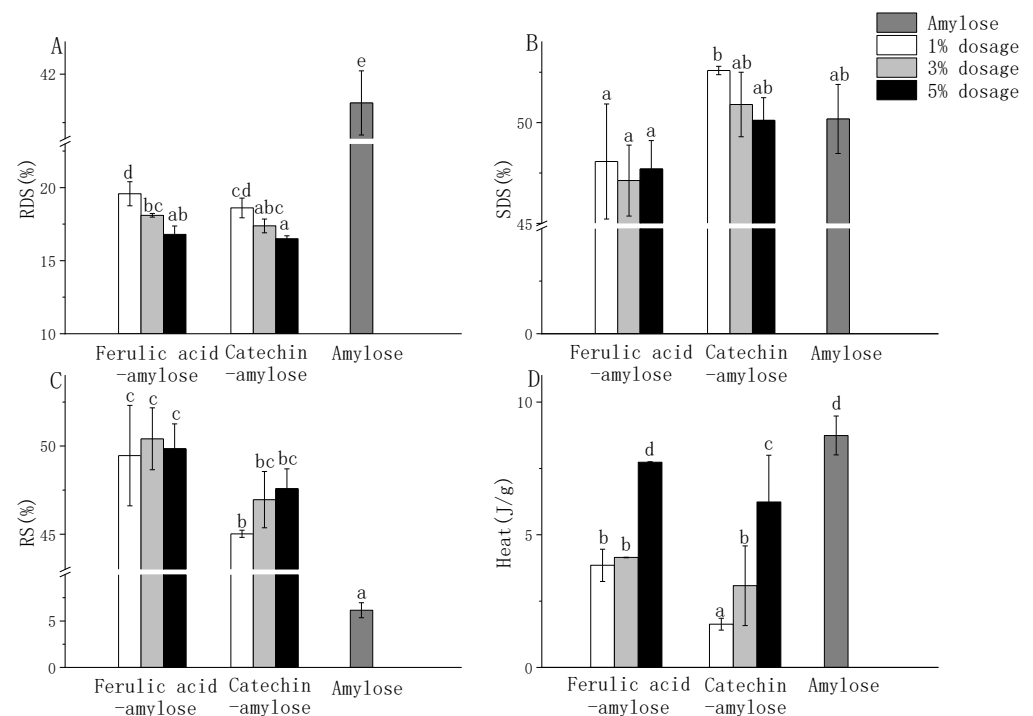 Amylose
1% dosage
3% dosage
5% dosage
A
42
20
15
10
RDS(%)
d
bc
ab
cd
abc
a
e
Ferulic acid
-amylose
Catechin
-amylose
Amylose
B
50
45
0
SDS(%)
a
a
a
b
ab
ab
ab
Ferulic acid
-amylose
Catechin
-amylose
Amylose
C
50
45
5
0
RS(%)
c
c
c
b
bc
bc
a
Ferulic acid
-amylose
Catechin
-amylose
Amylose
D
10
5
0
Heat(J/g)
b
b
d
a
b
c
d
Ferulic acid
-amylose
Catechin
-amylose
Amylose